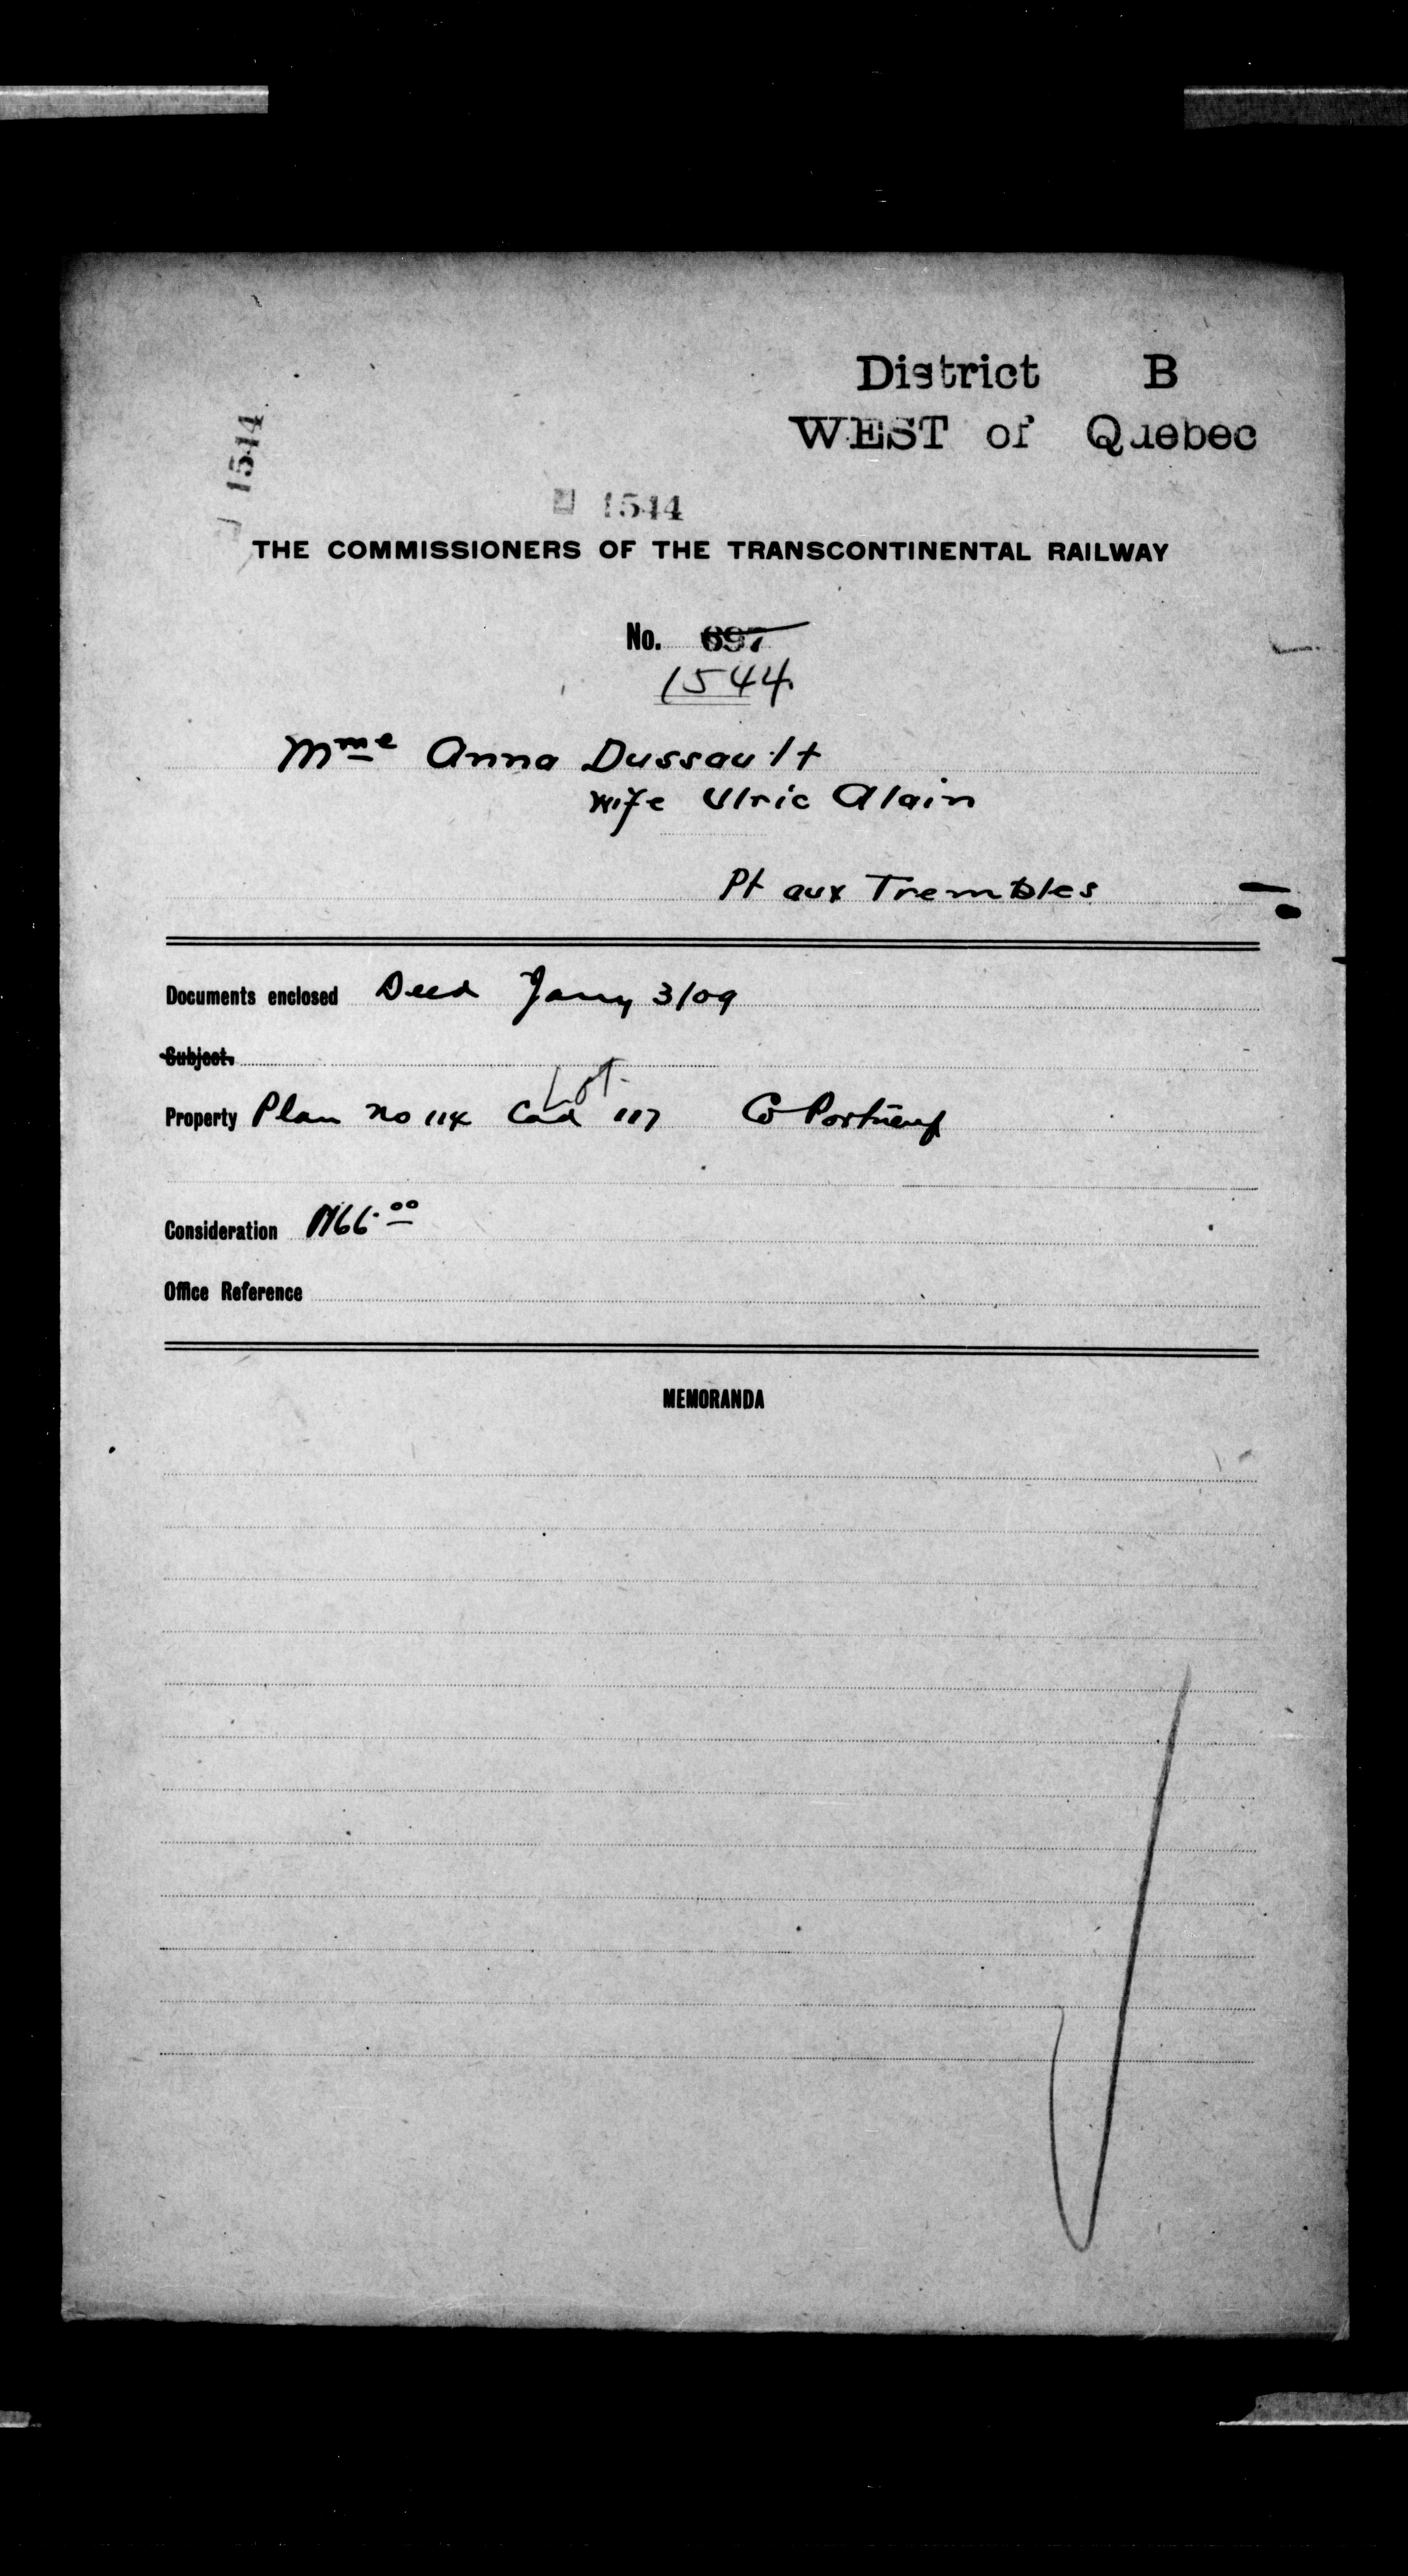 District B
WEST of Quebec
1544
1544
THE COMMISSIONERS OF THE TRANSCONTINENTAL RAILWAY
No. 697
1544
Mme Anna Dussault
wife Ulric Alain
Pt aux Trembles
Documents enclosed Deed Jany 3/09
Subject.
Lot
Property Plan no 114 Cad 117 Co Portneuf
Consideration
Office Reference
MEMORANDA